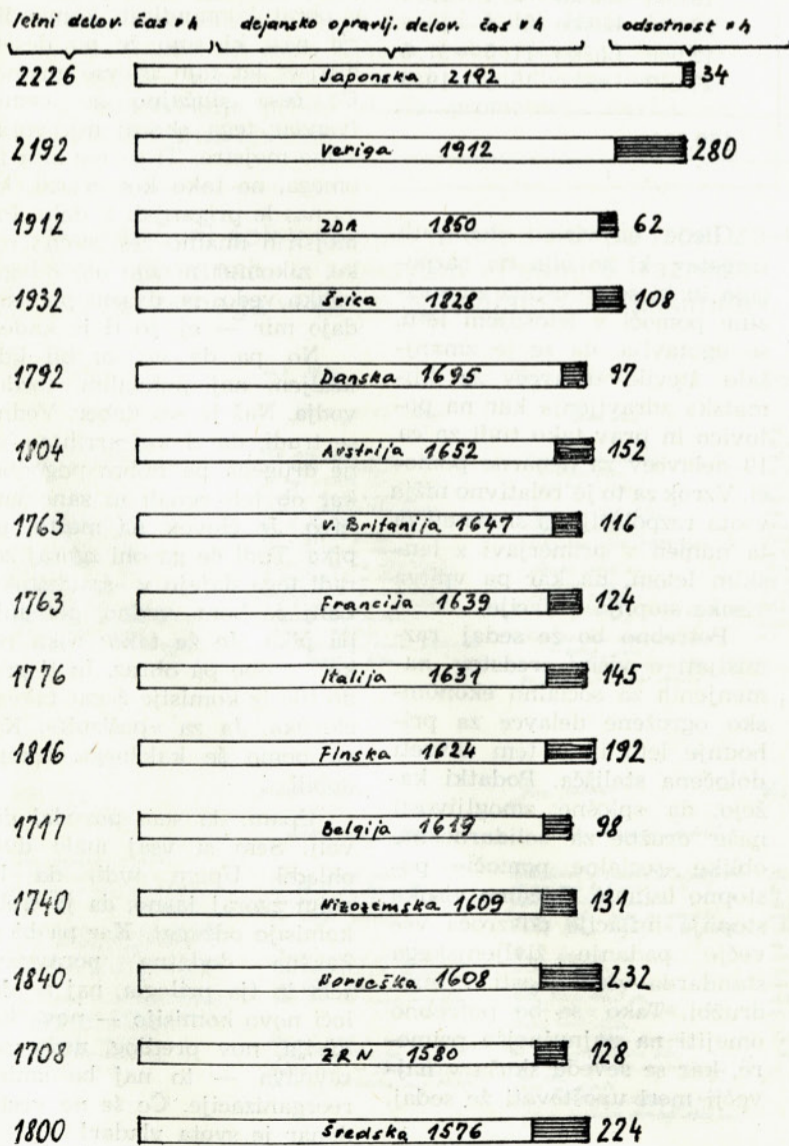 letni delov. čas v h dejansko opravlj. delov. čas v h odsotnost v h
2226 Japonska 2192 34
2192 Veriga 1912 280
1912 ZDA 1850 62
1932 Švica 1828 108
1792 Danska 1695 97
1804 Avstrija 1652 152
1763 V. Britanija 1647 116
1763 Francija 1639 124
1776 Italija 1631 145
1816 Finska 1624 192
1717 Belgija 1619 98
1740 Nizozemska 1609 131
1840 Norveška 1608 232
1708 ZRN 1580 128
1800 Švedska 1576 224